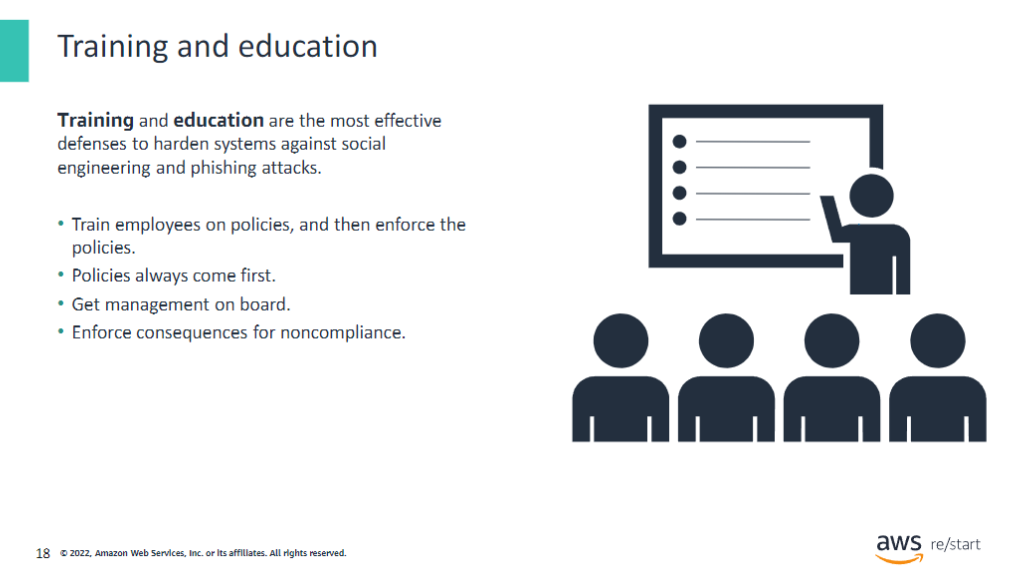 Training and education
Training and education are the most effective
defenses to harden systems against social
engineering and phishing attacks.
• Train employees on policies, and then enforce the
policies.
• Policies always come first.
• Get management on board.
• Enforce consequences for noncompliance.
18 © 2022, Amazon Web Services, Inc. or its affiliates. All rights reserved.
aws re/start